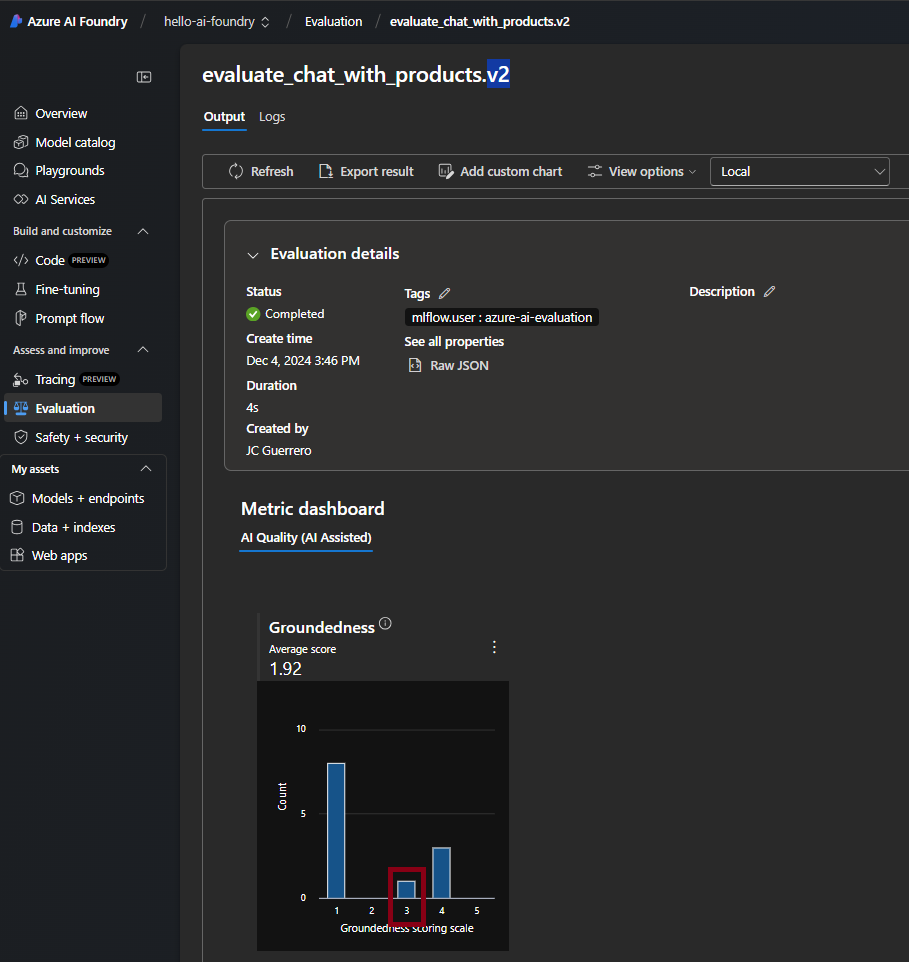 Azure AI Foundry / hello-ai-foundry / Evaluation / evaluate_chat_with_products.v2
evaluate_chat_with_products.v2
Output Logs
Refresh Export result Add custom chart View options Local
Overview
Model catalog
Playgrounds
AI Services
Build and customize
Code PREVIEW
Fine-tuning
Prompt flow
Assess and improve
Tracing PREVIEW
Evaluation
Safety + security
My assets
Models + endpoints
Data + indexes
Web apps
Evaluation details
Status
Completed
Create time
Dec 4, 2024 3:46 PM
Duration
4s
Created by
JC Guerrero
Tags
mlflow.user : azure-ai-evaluation
See all properties
Raw JSON
Description
Metric dashboard
AI Quality (AI Assisted)
Groundedness
Average score
1.92
10
Count
5
0
1 2 3 4 5
Groundedness scoring scale